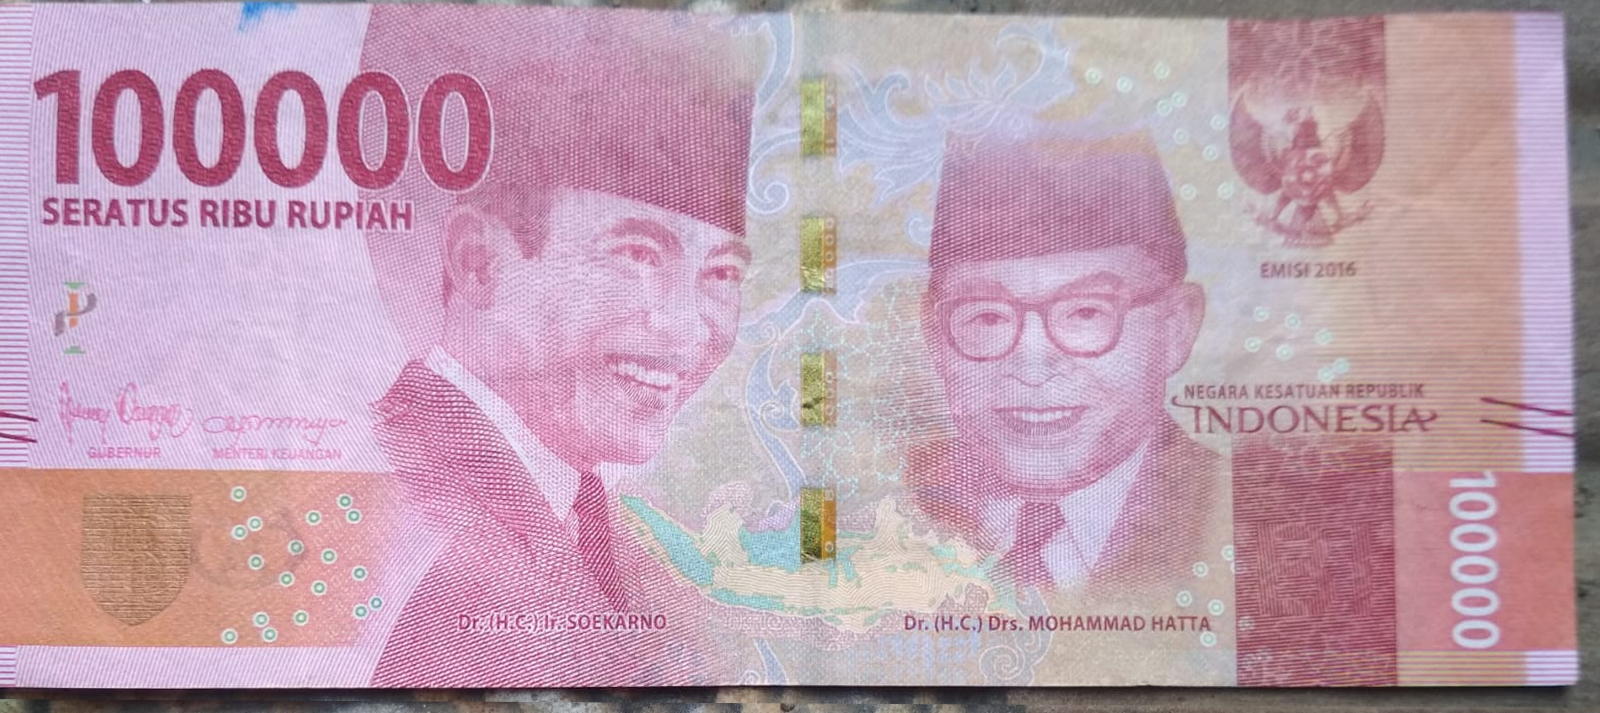 100000
SERATUS RIBU RUPIAH
EMISI 2016
NEGARA KESATUAN REPUBLIK
INDONESIA
GUBERNUR
MENTERI KEUANGAN
100000
Dr. (H.C.) Ir. SOEKARNO
Dr. (H.C.) Drs. MOHAMMAD HATTA